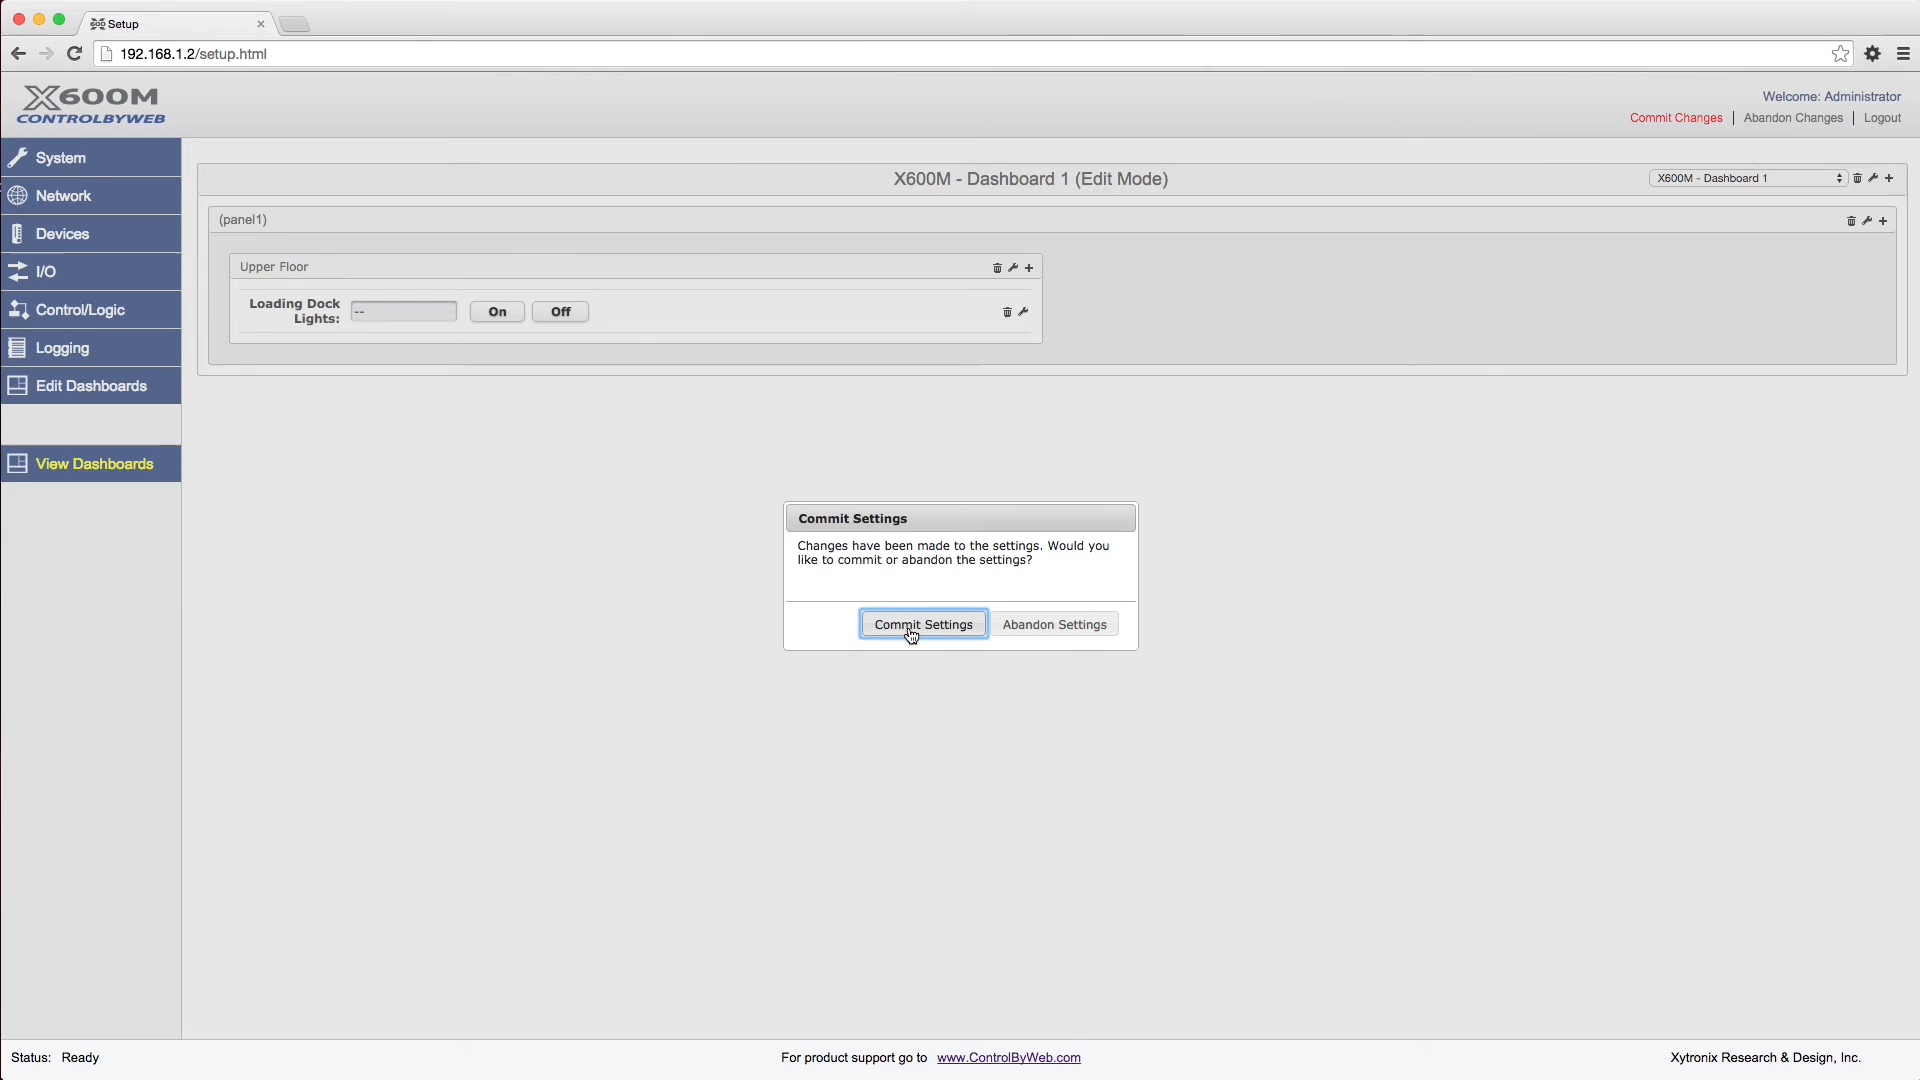 X600 Setup
192.168.1.2/setup.html
X600M
CONTROLBYWEB
Welcome: Administrator
Commit Changes | Abandon Changes | Logout
System
Network
Devices
I/O
Control/Logic
Logging
Edit Dashboards
View Dashboards
X600M - Dashboard 1 (Edit Mode)
X600M - Dashboard 1
(panel1)
Upper Floor
Loading Dock
Lights:
--
On
Off
Commit Settings
Changes have been made to the settings. Would you
like to commit or abandon the settings?
Commit Settings
Abandon Settings
Status: Ready
For product support go to www.ControlByWeb.com
Xytronix Research & Design, Inc.